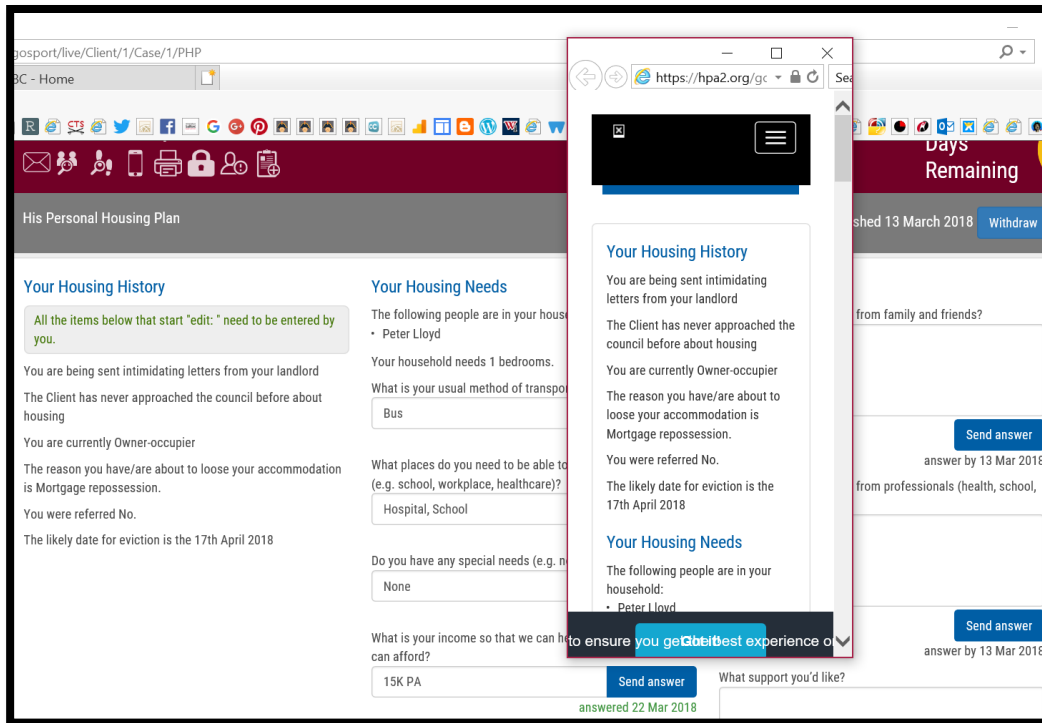 gosport/live/Client/1/Case/1/PHP
BC - Home
https://hpa2.org/gc
Sea
Days
Remaining
His Personal Housing Plan
shed 13 March 2018
Withdraw
Your Housing History
All the items below that start "edit: " need to be entered by
you.
You are being sent intimidating letters from your landlord
The Client has never approached the council before about
housing
You are currently Owner-occupier
The reason you have/are about to loose your accommodation
is Mortgage repossession.
You were referred No.
The likely date for eviction is the 17th April 2018
Your Housing Needs
The following people are in your house
• Peter Lloyd
Your household needs 1 bedrooms.
What is your usual method of transpor
Bus
What places do you need to be able to
(e.g. school, workplace, healthcare)?
Hospital, School
Do you have any special needs (e.g. n
None
What is your income so that we can h
can afford?
15K PA
Send answer
answered 22 Mar 2018
Your Housing History
You are being sent intimidating
letters from your landlord
The Client has never approached the
council before about housing
You are currently Owner-occupier
The reason you have/are about to
loose your accommodation is
Mortgage repossession.
You were referred No.
The likely date for eviction is the
17th April 2018
Your Housing Needs
The following people are in your
household:
• Peter Lloyd
to ensure you get the best experience o
Got it!
from family and friends?
Send answer
answer by 13 Mar 2018
from professionals (health, school,
Send answer
answer by 13 Mar 2018
What support you'd like?